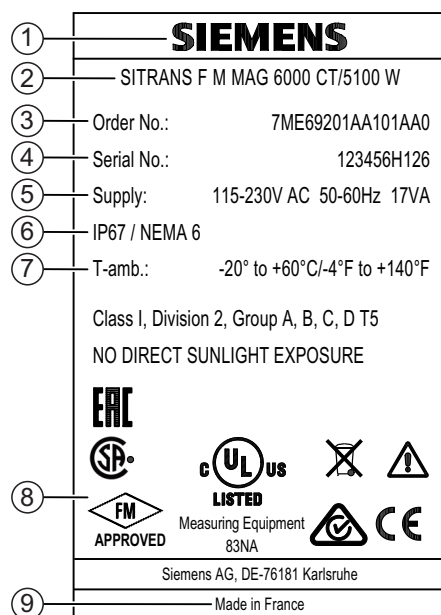 ① SIEMENS
② SITRANS F M MAG 6000 CT/5100 W
③ Order No.: 7ME69201AA101AA0
④ Serial No.: 123456H126
⑤ Supply: 115-230V AC 50-60Hz 17VA
⑥ IP67 / NEMA 6
⑦ T-amb.: -20° to +60°C/-4°F to +140°F
Class I, Division 2, Group A, B, C, D T5
NO DIRECT SUNLIGHT EXPOSURE
EAC
SA
C UL US
LISTED
⑧ FM
APPROVED
Measuring Equipment
83NA
CE
Siemens AG, DE-76181 Karlsruhe
⑨ Made in France